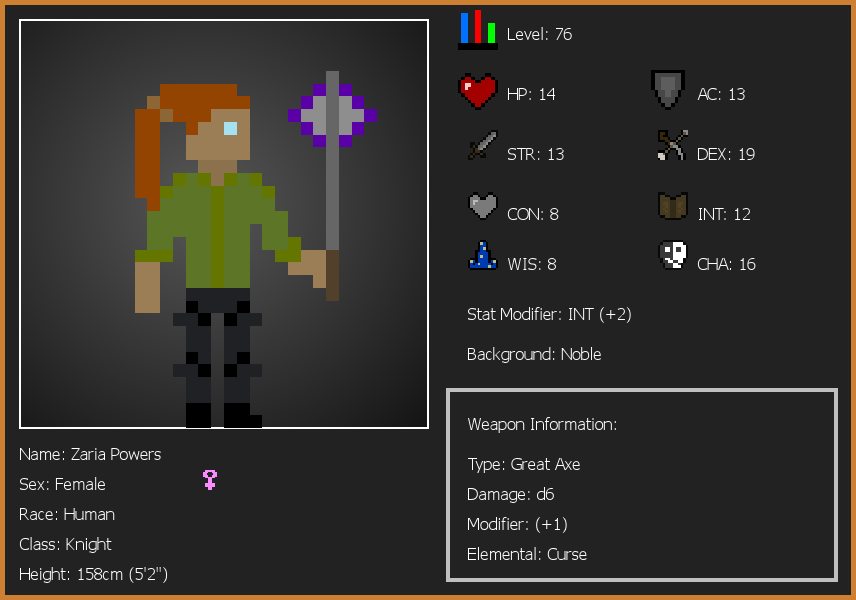 Level: 76
HP: 14
AC: 13
STR: 13
DEX: 19
CON: 8
INT: 12
WIS: 8
CHA: 16
Stat Modifier: INT (+2)
Background: Noble
Weapon Information:
Type: Great Axe
Damage: d6
Modifier: (+1)
Elemental: Curse
Name: Zaria Powers
Sex: Female
Race: Human
Class: Knight
Height: 158cm (5'2")